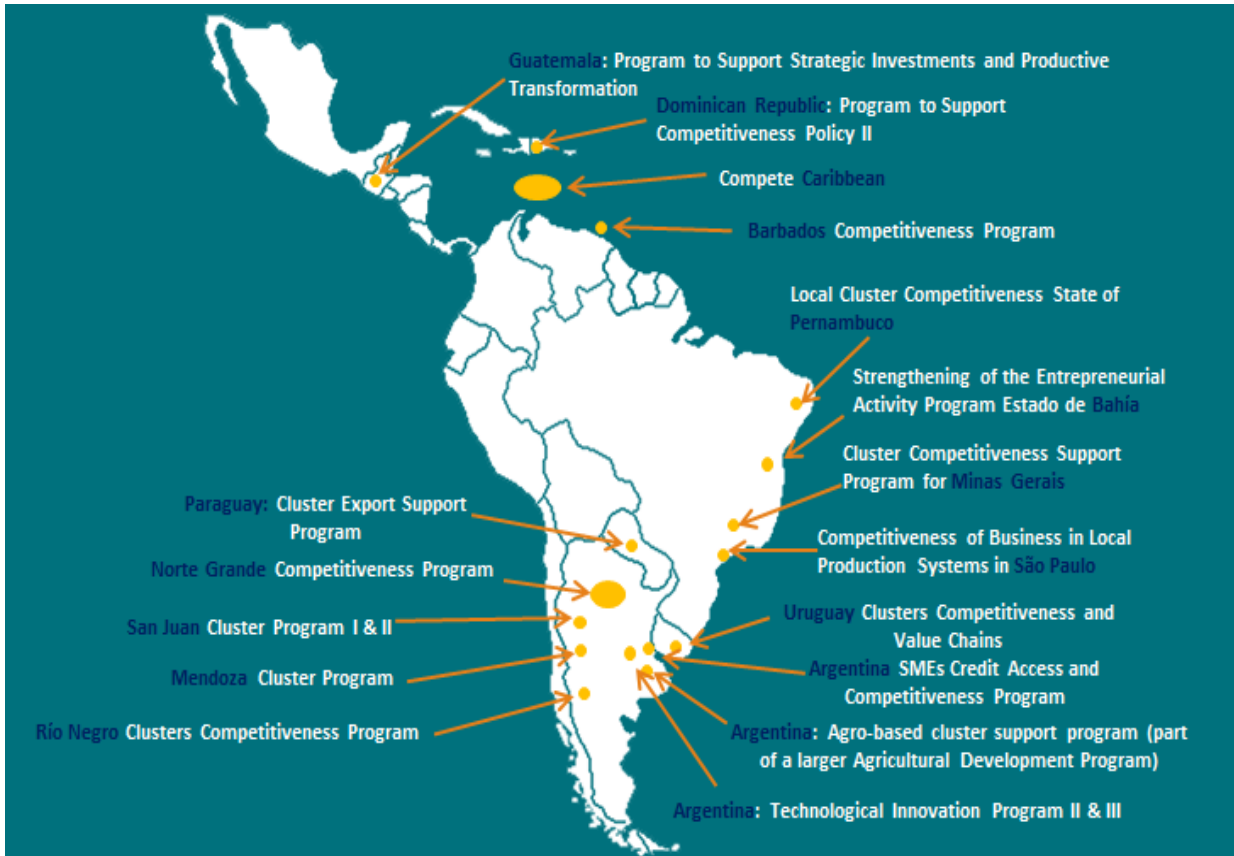 Guatemala: Program to Support Strategic Investments and Productive
Transformation
Dominican Republic: Program to Support
Competitiveness Policy II
Compete Caribbean
Barbados Competitiveness Program
Local Cluster Competitiveness State of
Pernambuco
Strengthening of the Entrepreneurial
Activity Program Estado de Bahía
Cluster Competitiveness Support
Program for Minas Gerais
Competitiveness of Business in Local
Production Systems in São Paulo
Uruguay Clusters Competitiveness and
Value Chains
Argentina SMEs Credit Access and
Competitiveness Program
Argentina: Agro-based cluster support program (part
of a larger Agricultural Development Program)
Argentina: Technological Innovation Program II & III
Paraguay: Cluster Export Support
Program
Norte Grande Competitiveness Program
San Juan Cluster Program I & II
Mendoza Cluster Program
Río Negro Clusters Competitiveness Program